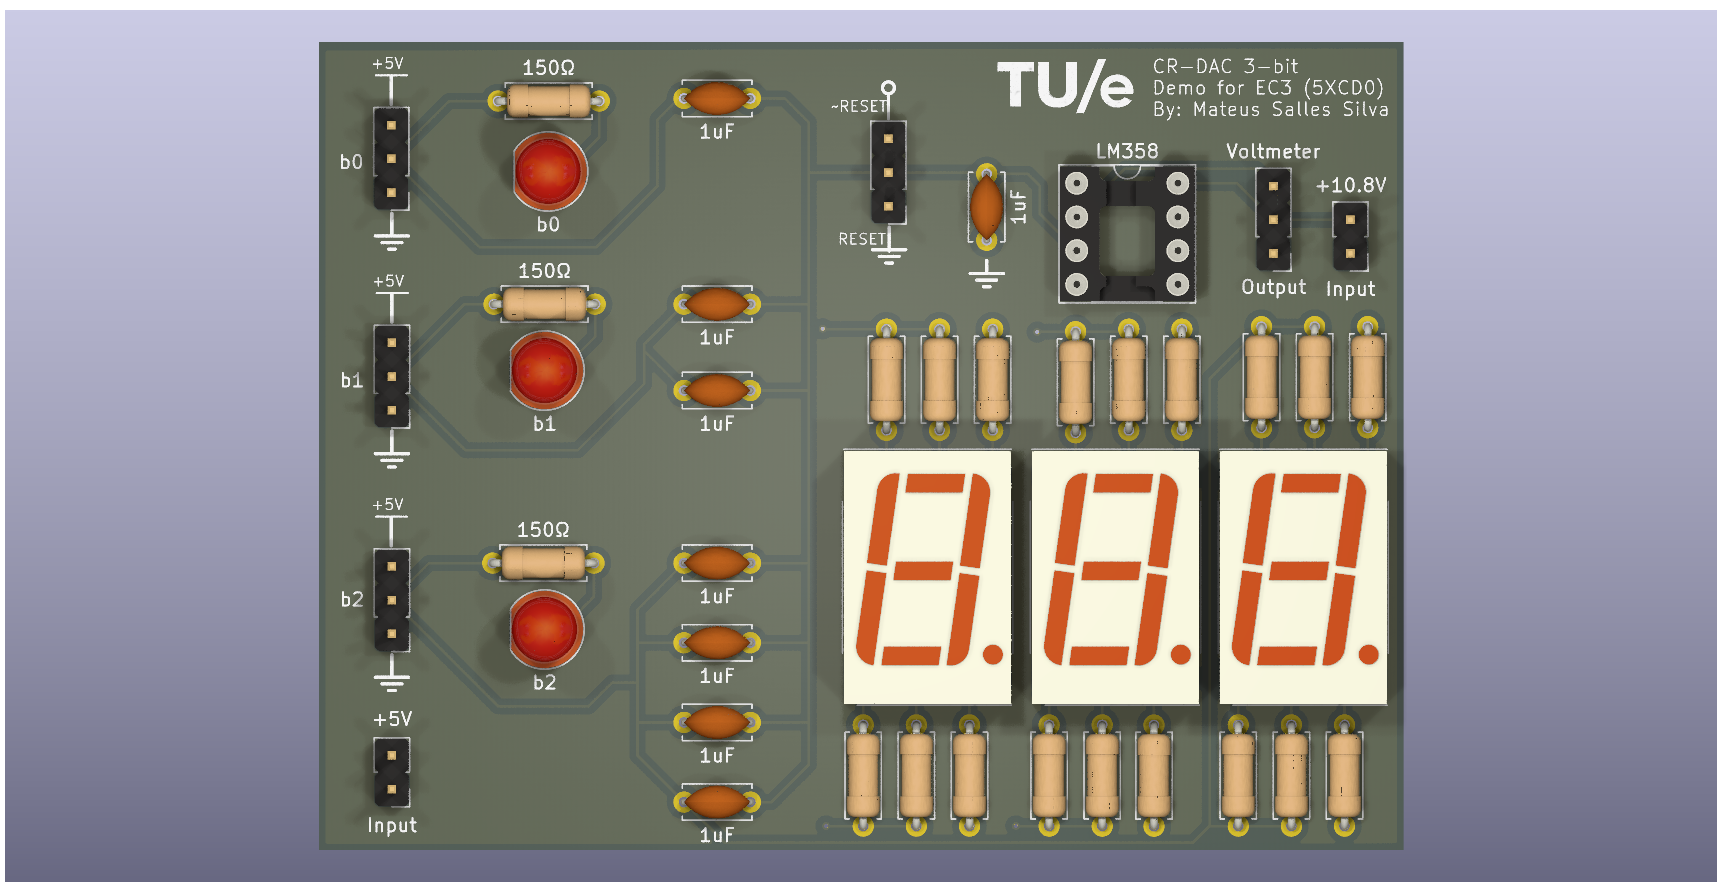 TU/e
CR-DAC 3-bit
Demo for EC3 (5XCD0)
By: Mateus Salles Silva
+5V
150Ω
1uF
b0
b0
~RESET
RESET
1uF
LM358
Voltmeter
Output
+10.8V
Input
+5V
150Ω
1uF
b1
b1
1uF
+5V
150Ω
1uF
b2
b2
1uF
1uF
1uF
+5V
Input